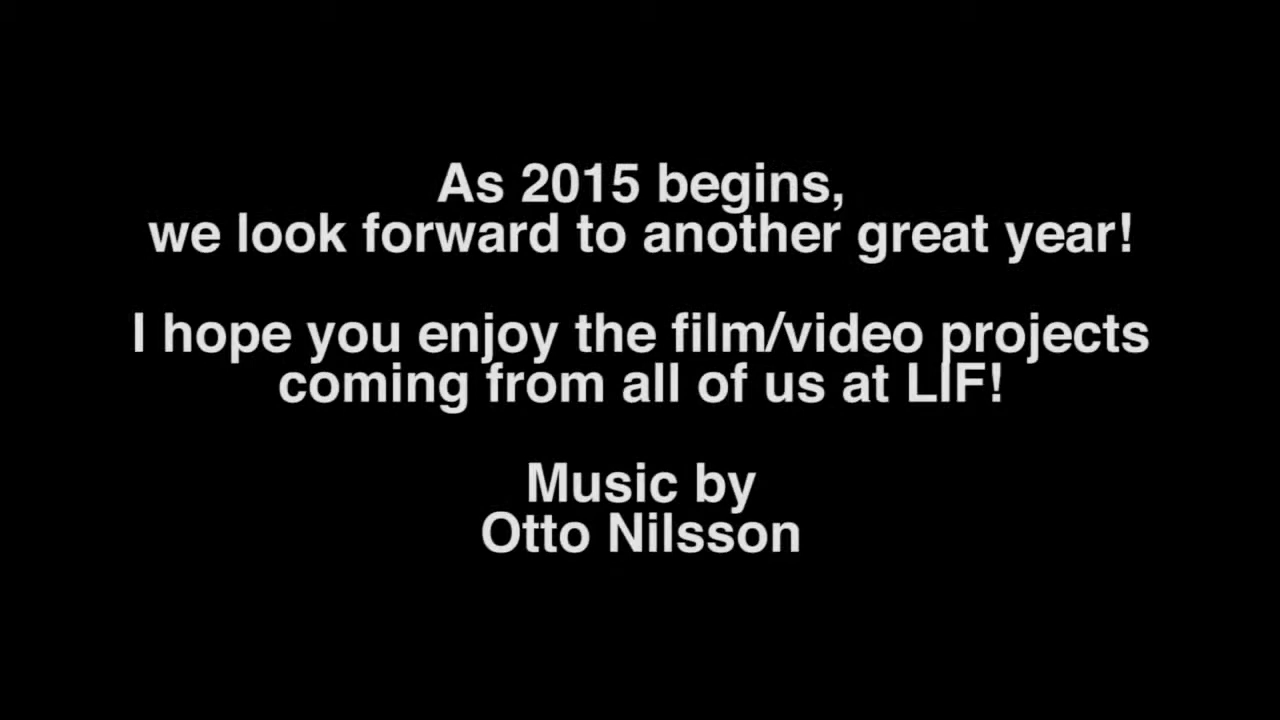 As 2015 begins,
we look forward to another great year!
I hope you enjoy the film/video projects
coming from all of us at LIF!
Music by
Otto Nilsson